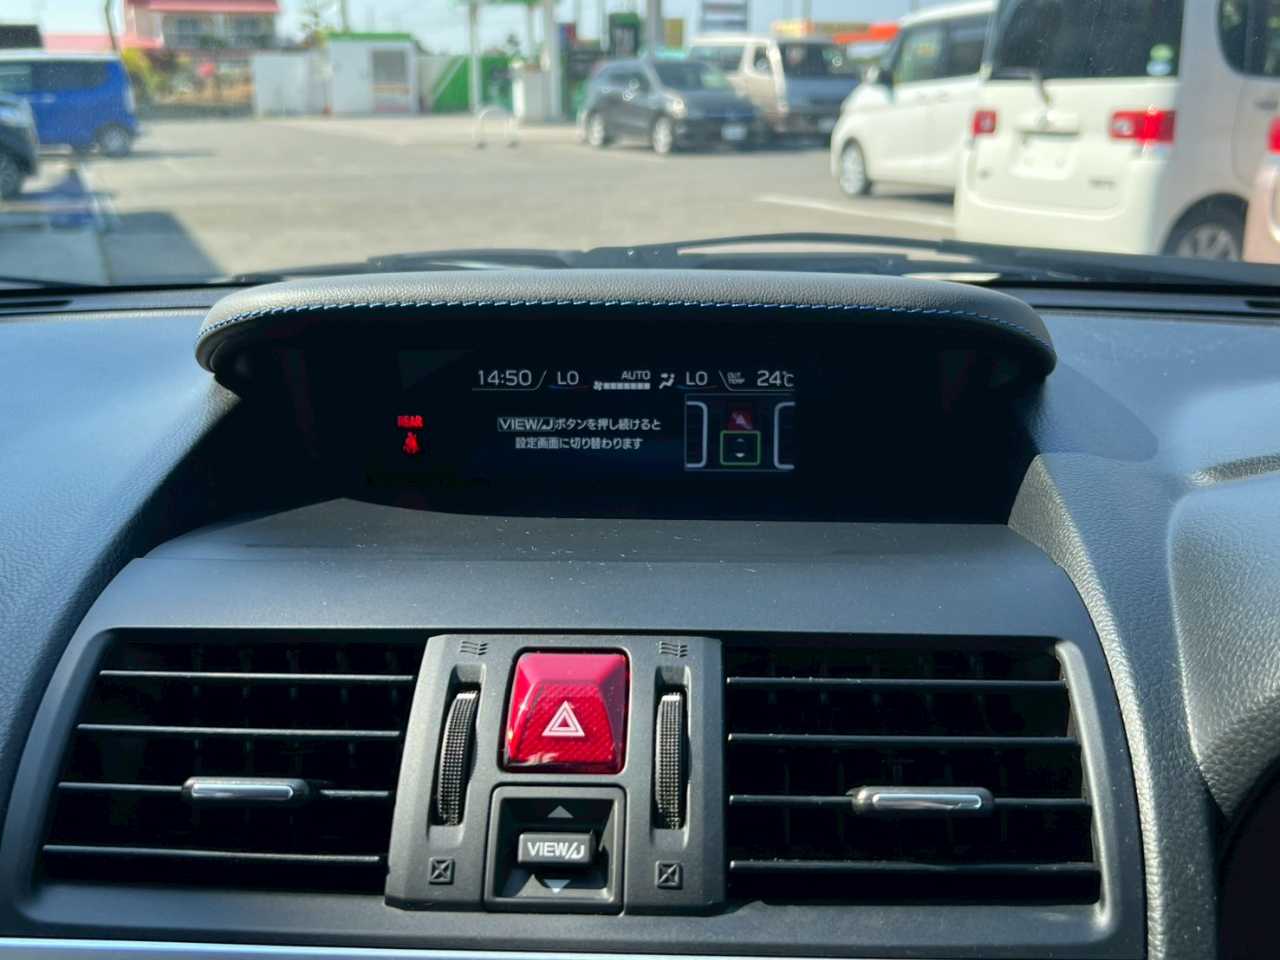 14:50 LO AUTO LO OUT TEMP 24℃
REAR
VIEW/ボタンを押し続けると
設定画面に切り替わります
VIEW/